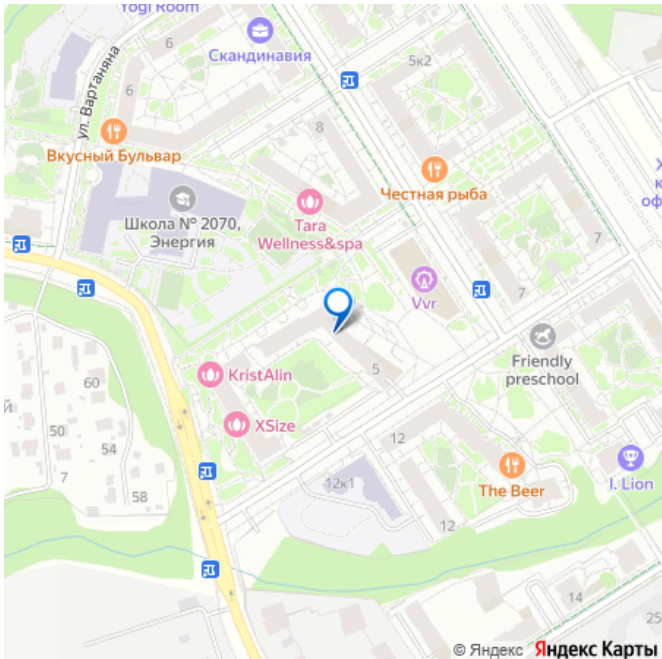 Yogi Room
Скандинавия
6
5к2
ул. Вартаняна
6
8
Вкусный Бульвар
Честная рыба
Школа № 2070,
Энергия
Tara
Wellness&spa
7
Vvr
7
Friendly
preschool
5
KristAlin
60
XSize
50
54
12
7
58
12к1
The Beer
I. Lion
12
14
25
© Яндекс Яндекс Карты